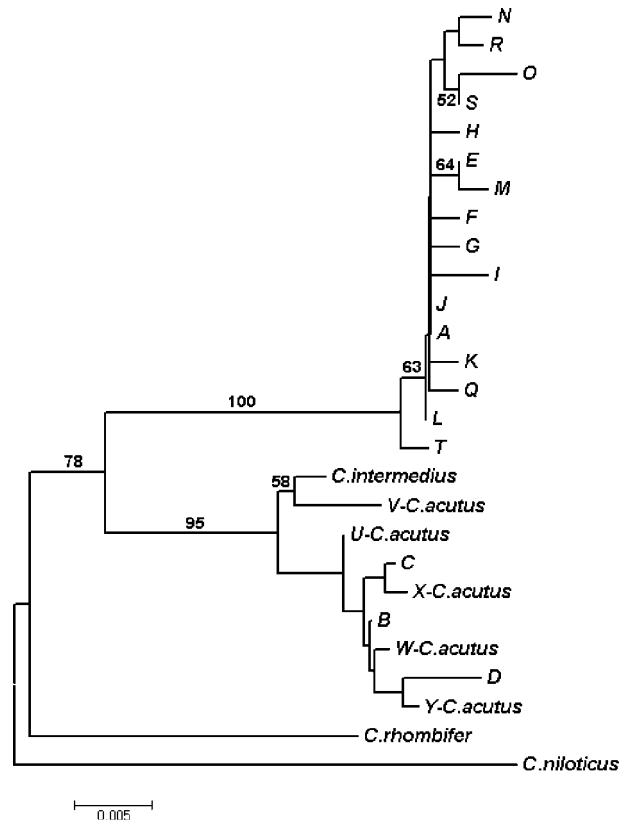 N
R
O
52
S
H
E
64
M
F
G
I
J
A
63
K
Q
L
100
T
78
C.intermedius
58
V-C.acutus
95
U-C.acutus
C
X-C.acutus
B
W-C.acutus
D
Y-C.acutus
C.rhombifer
C.niloticus
0.005